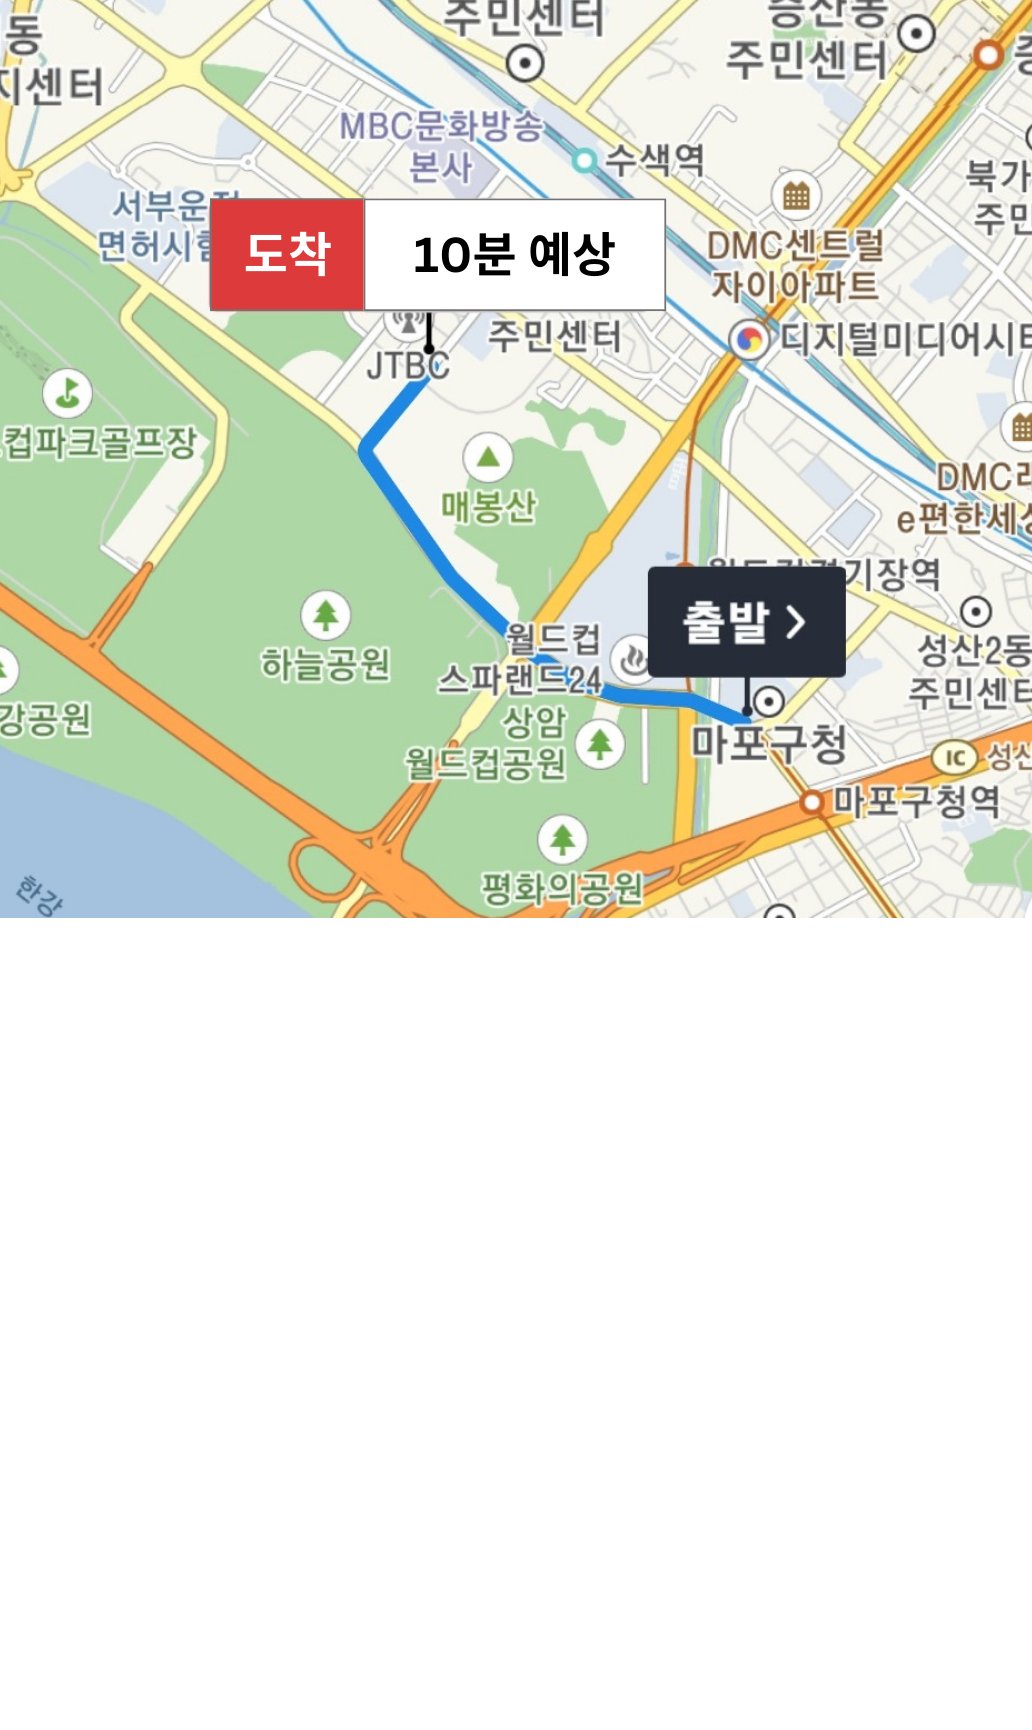 동
지센터
주민센터
증산동
주민센터
MBC문화방송
본사
수색역
북가
주민
서부운전
면허시험
DMC센트럴
자이아파트
도착
10분 예상
주민센터
디지털미디어시티
JTBC
컵파크골프장
매봉산
DMC래
e편한세상
월드컵경기장역
출발 >
하늘공원
월드컵
스파랜드24
성산2동
주민센터
강공원
상암
월드컵공원
마포구청
IC 성산
마포구청역
평화의공원
한강